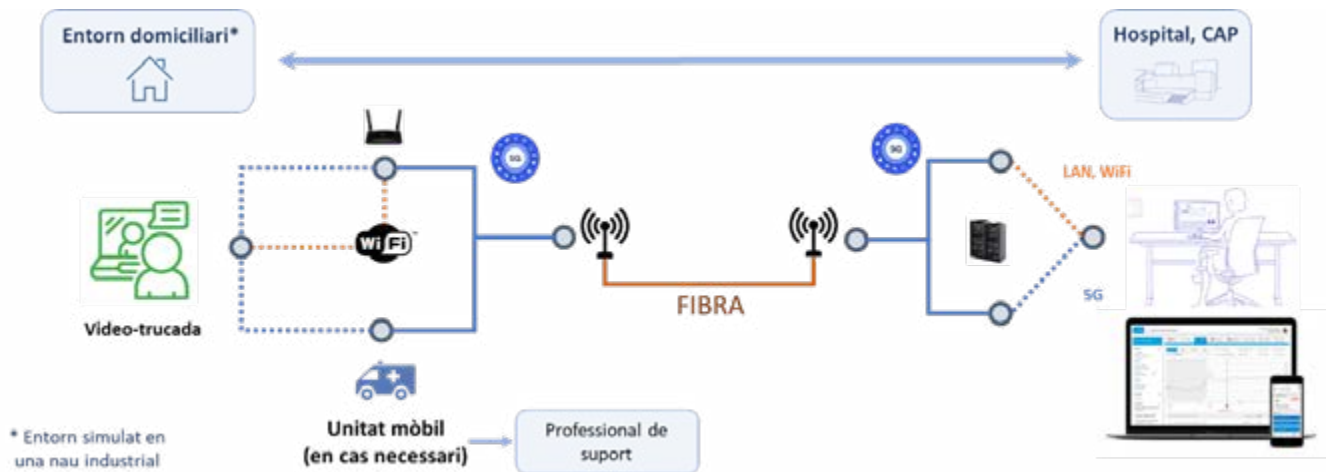 Entorn domiciliari*
Hospital, CAP
5G
5G
LAN, WiFi
WiFi
FIBRA
5G
Video-trucada
Unitat mòbil
(en cas necessari)
Professional de
suport
* Entorn simulat en
una nau industrial